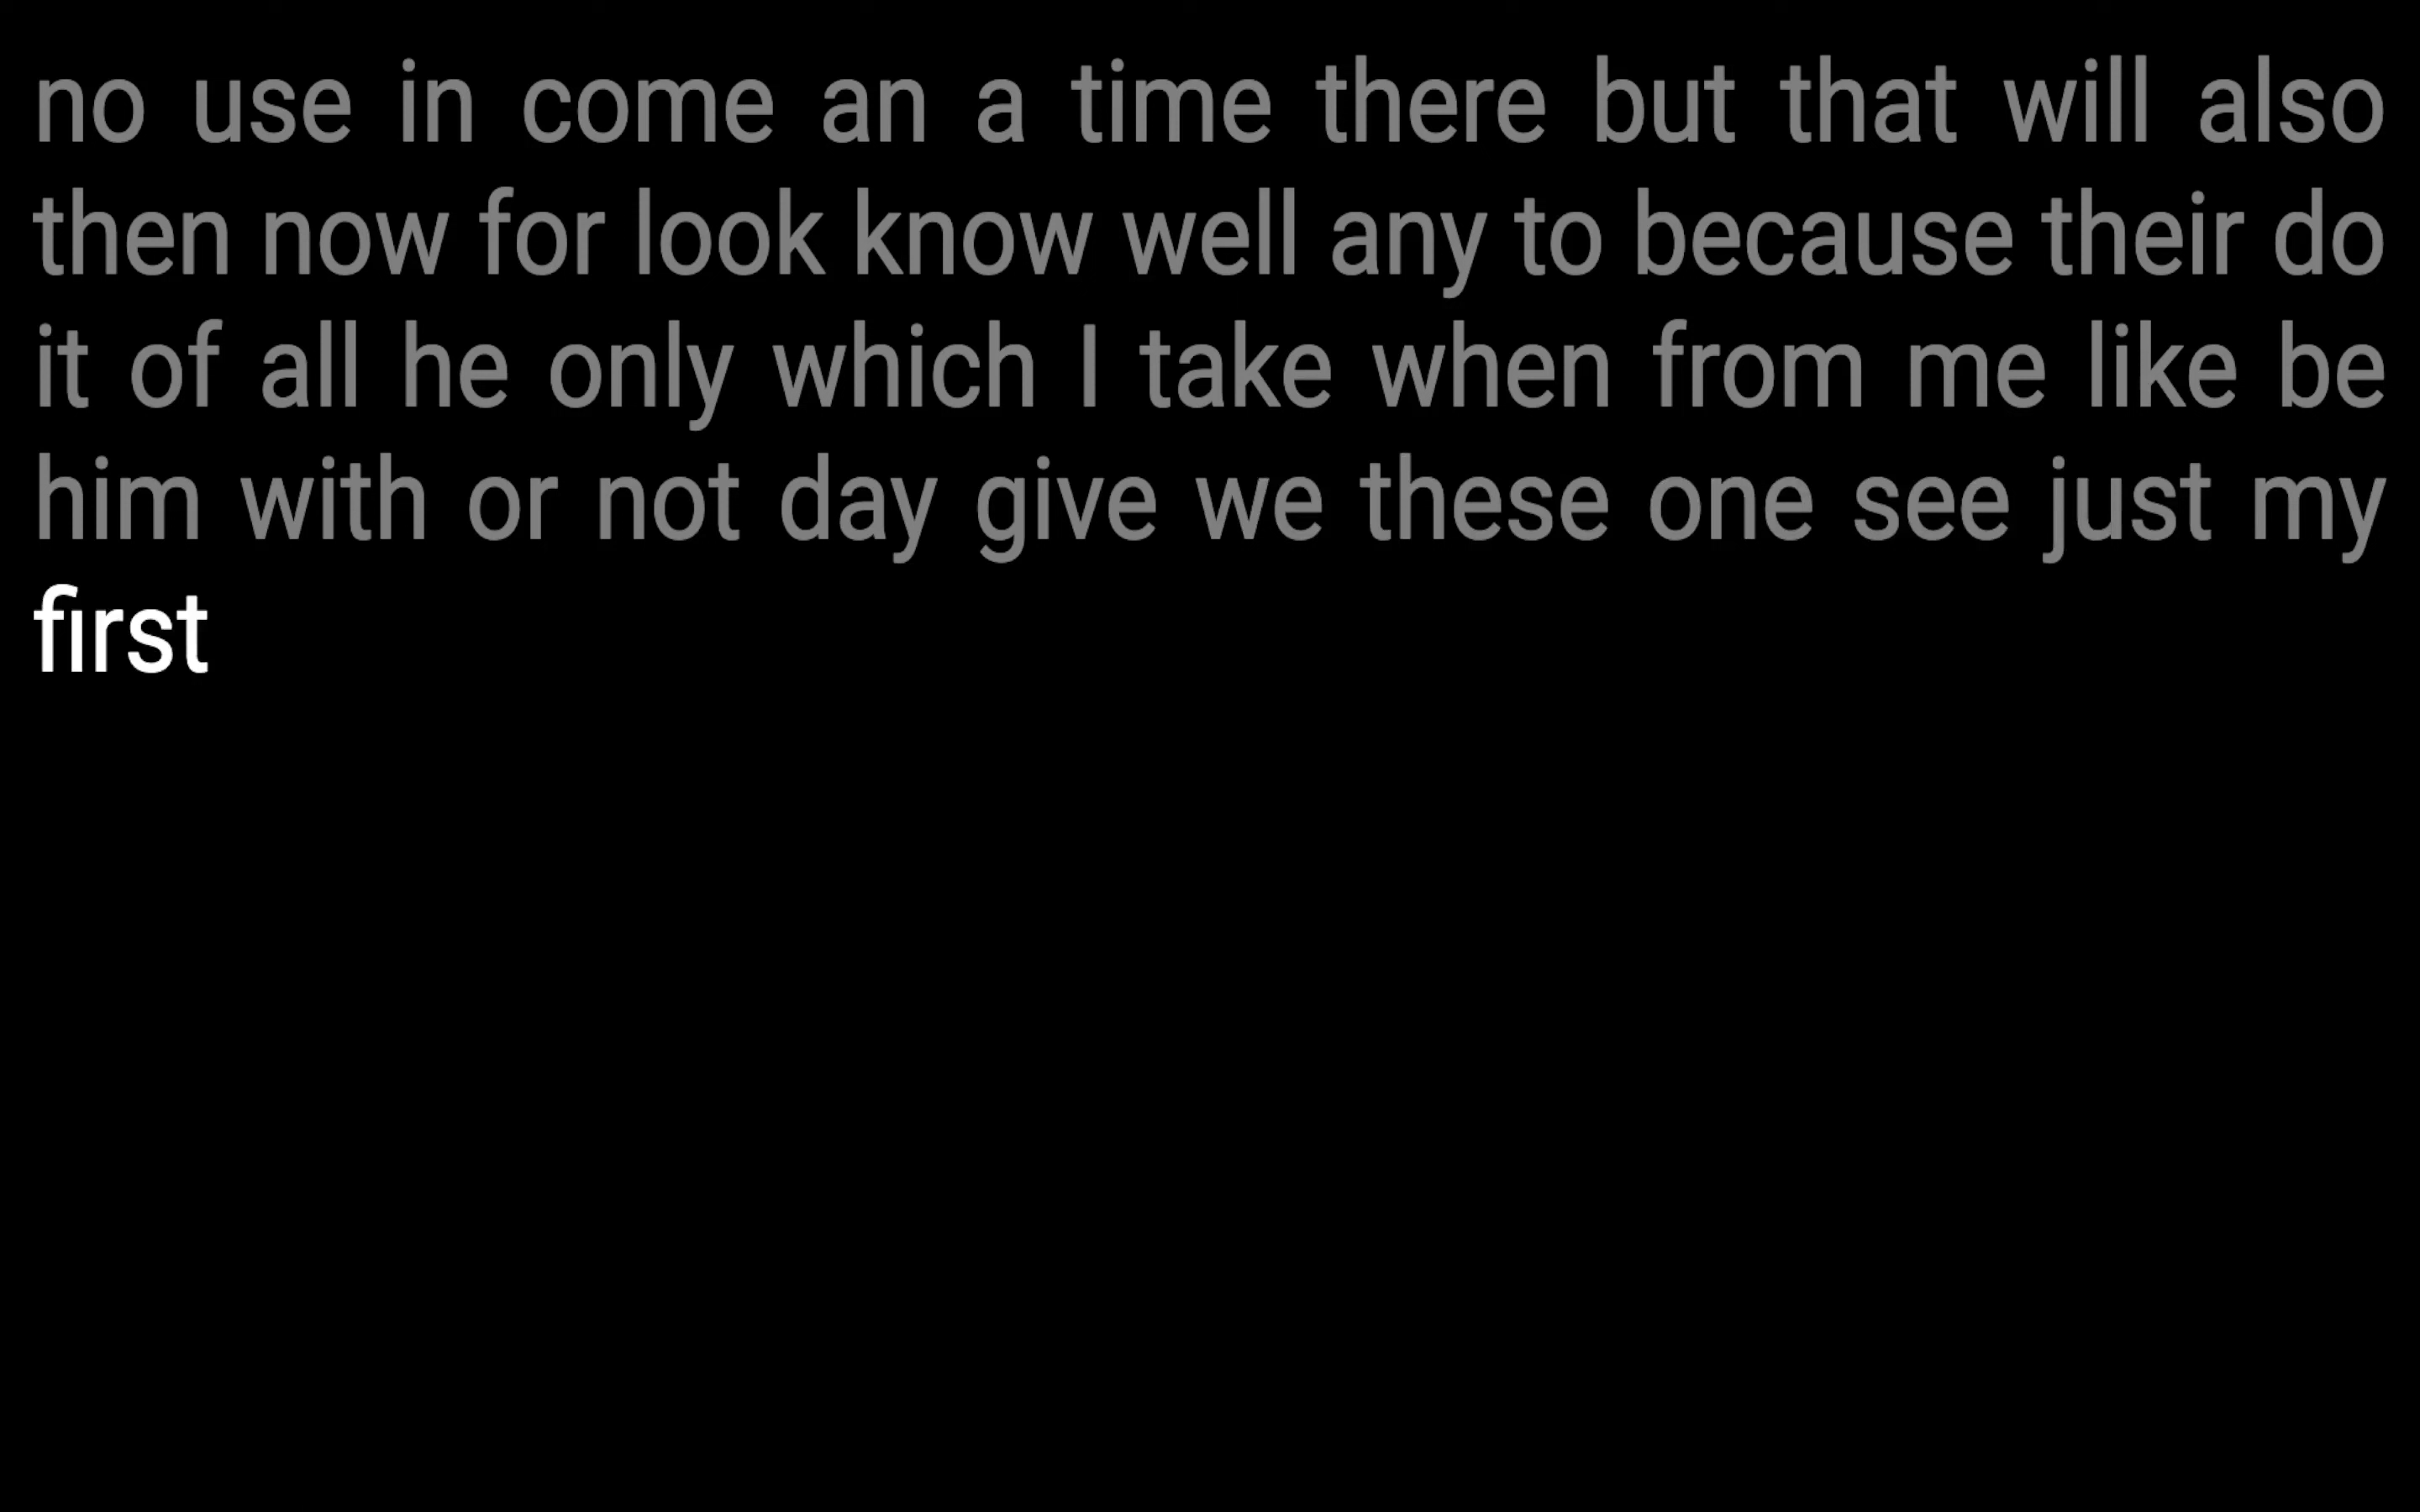 no use in come an a time there but that will also
then now for look know well any to because their do
it of all he only which I take when from me like be
him with or not day give we these one see just my
first